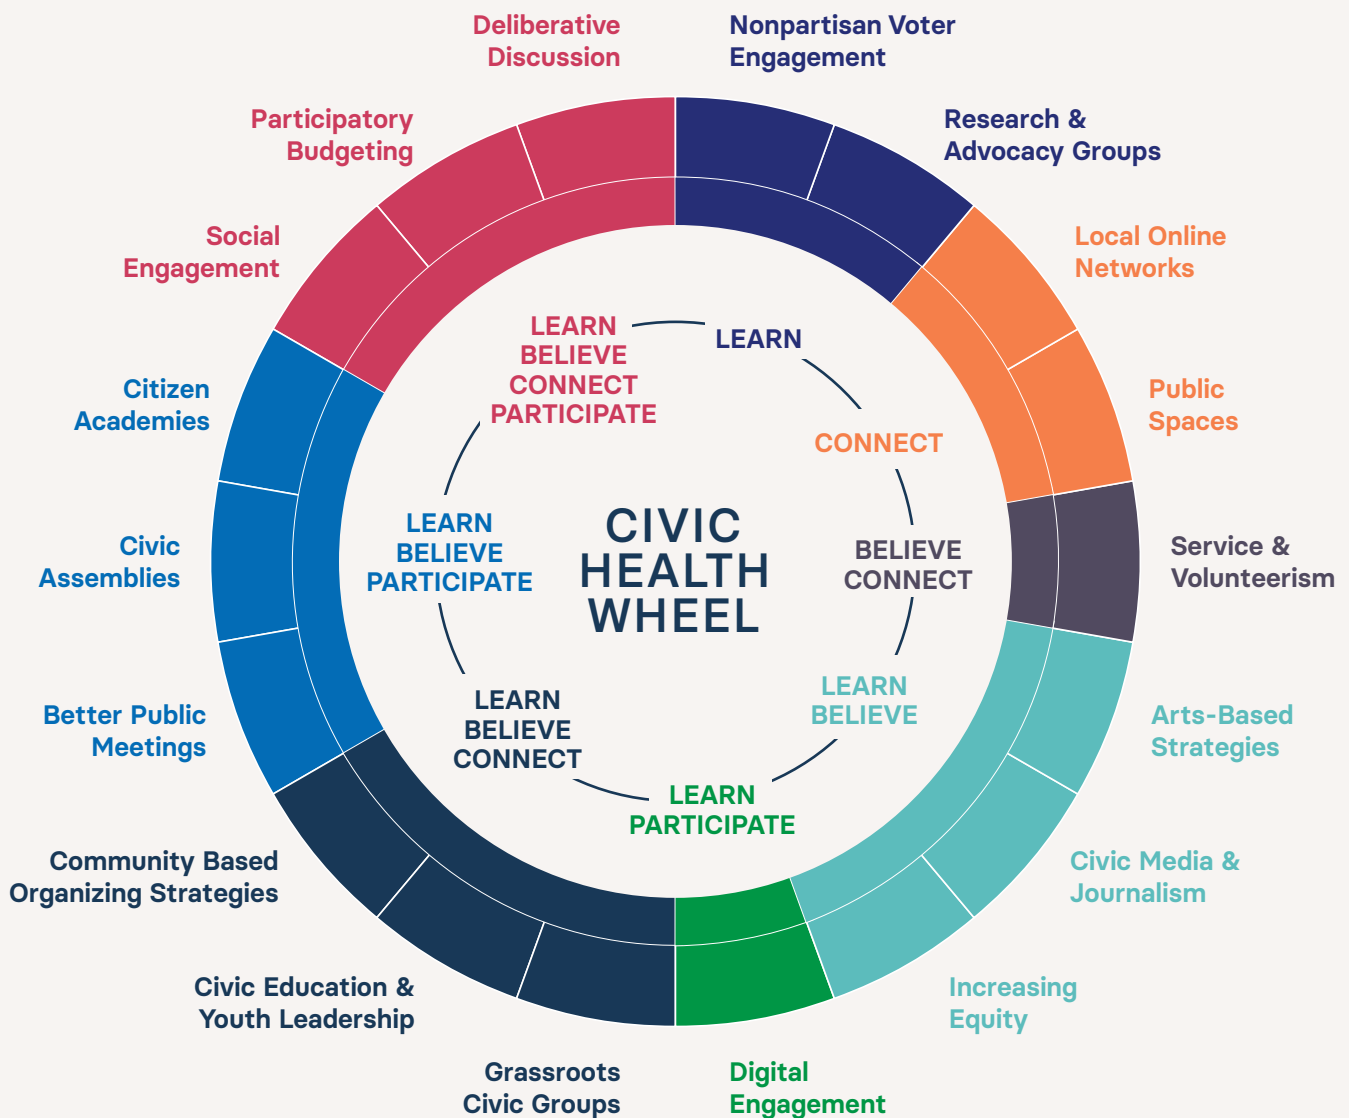 Deliberative
Discussion
Nonpartisan Voter
Engagement
Research &
Advocacy Groups
Local Online
Networks
Public
Spaces
Service &
Volunteerism
Arts-Based
Strategies
Civic Media &
Journalism
Increasing
Equity
Digital
Engagement
Grassroots
Civic Groups
Civic Education &
Youth Leadership
Community Based
Organizing Strategies
Better Public
Meetings
Civic
Assemblies
Citizen
Academies
Social
Engagement
Participatory
Budgeting
LEARN
BELIEVE
CONNECT
PARTICIPATE
LEARN
CONNECT
BELIEVE
CONNECT
LEARN
BELIEVE
LEARN
PARTICIPATE
LEARN
BELIEVE
CONNECT
LEARN
BELIEVE
PARTICIPATE
CIVIC
HEALTH
WHEEL